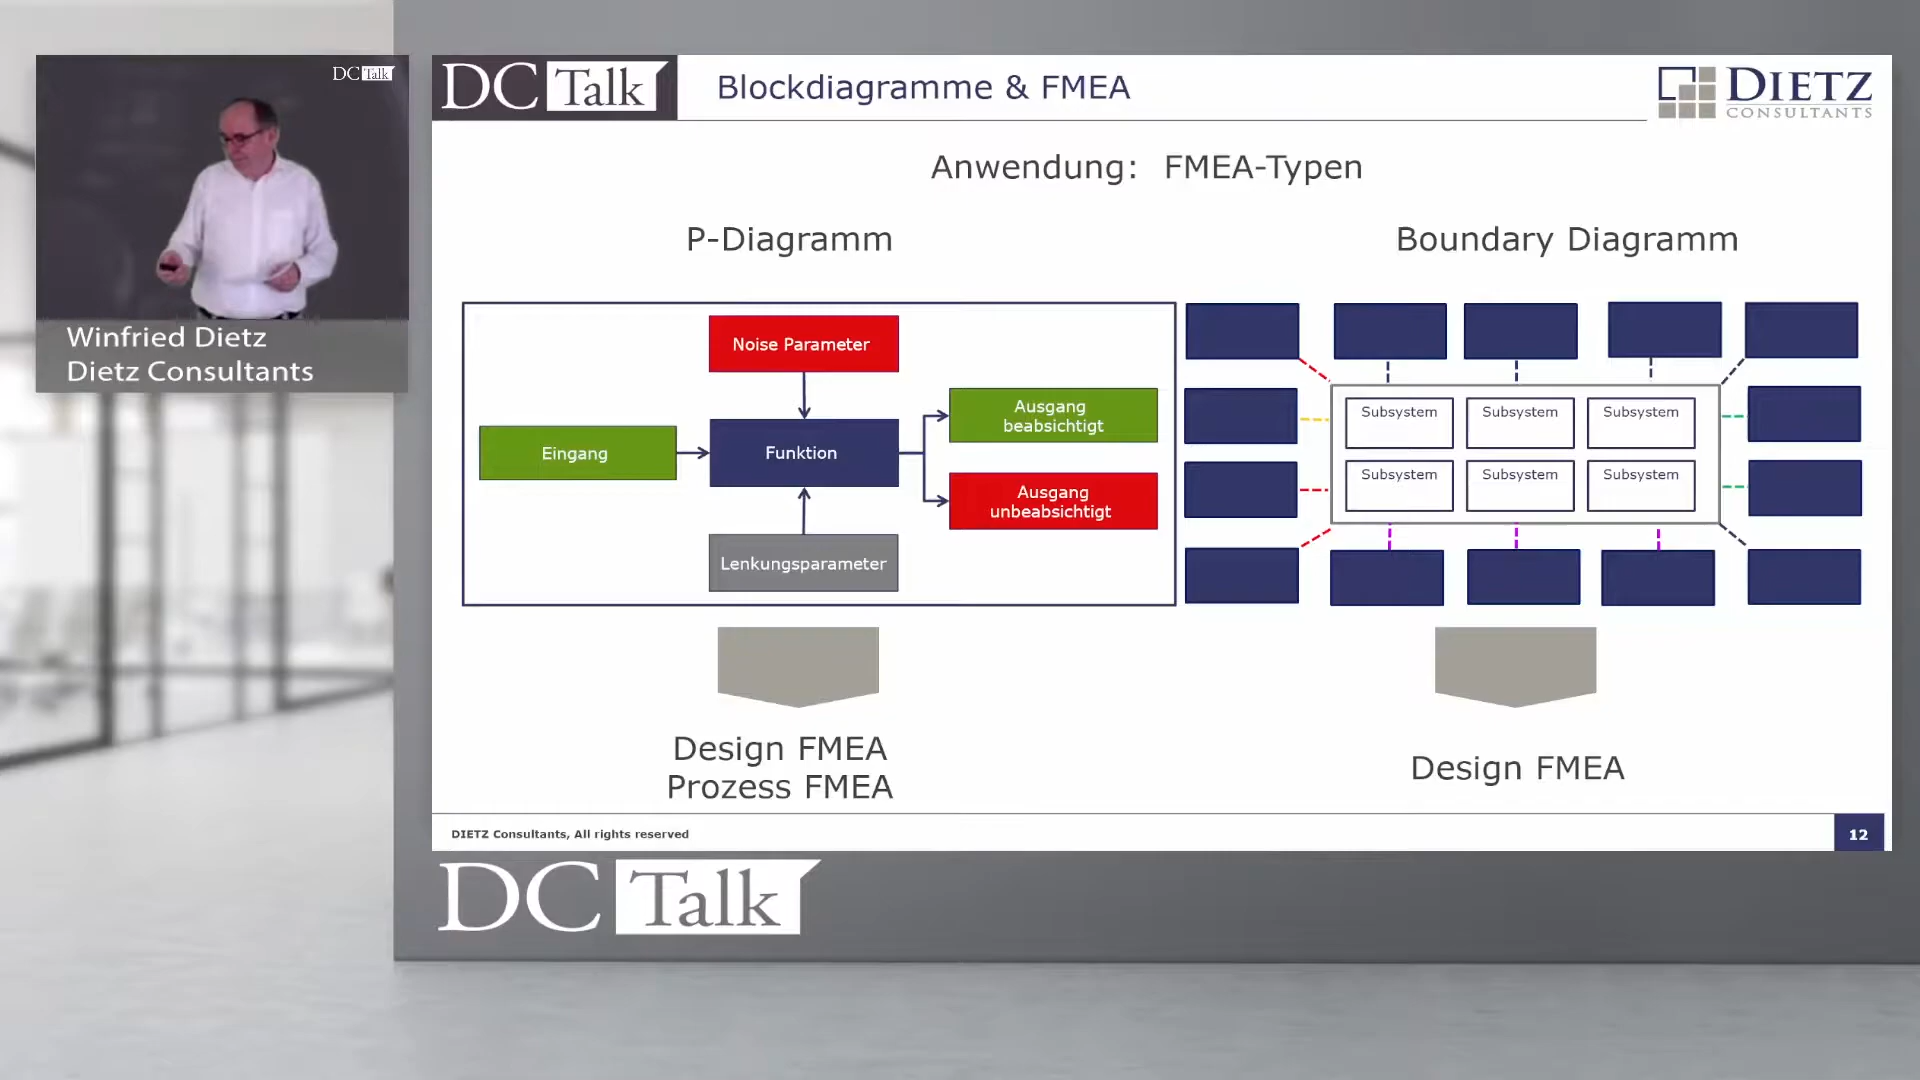 DC Talk
Winfried Dietz
Dietz Consultants
DC Talk
Blockdiagramme & FMEA
DIETZ
CONSULTANTS
Anwendung: FMEA-Typen
P-Diagramm
Boundary Diagramm
Noise Parameter
Eingang
Funktion
Ausgang
beabsichtigt
Ausgang
unbeabsichtigt
Lenkungsparameter
Subsystem
Subsystem
Subsystem
Subsystem
Subsystem
Subsystem
Design FMEA
Prozess FMEA
Design FMEA
DIETZ Consultants, All rights reserved
12
DC Talk